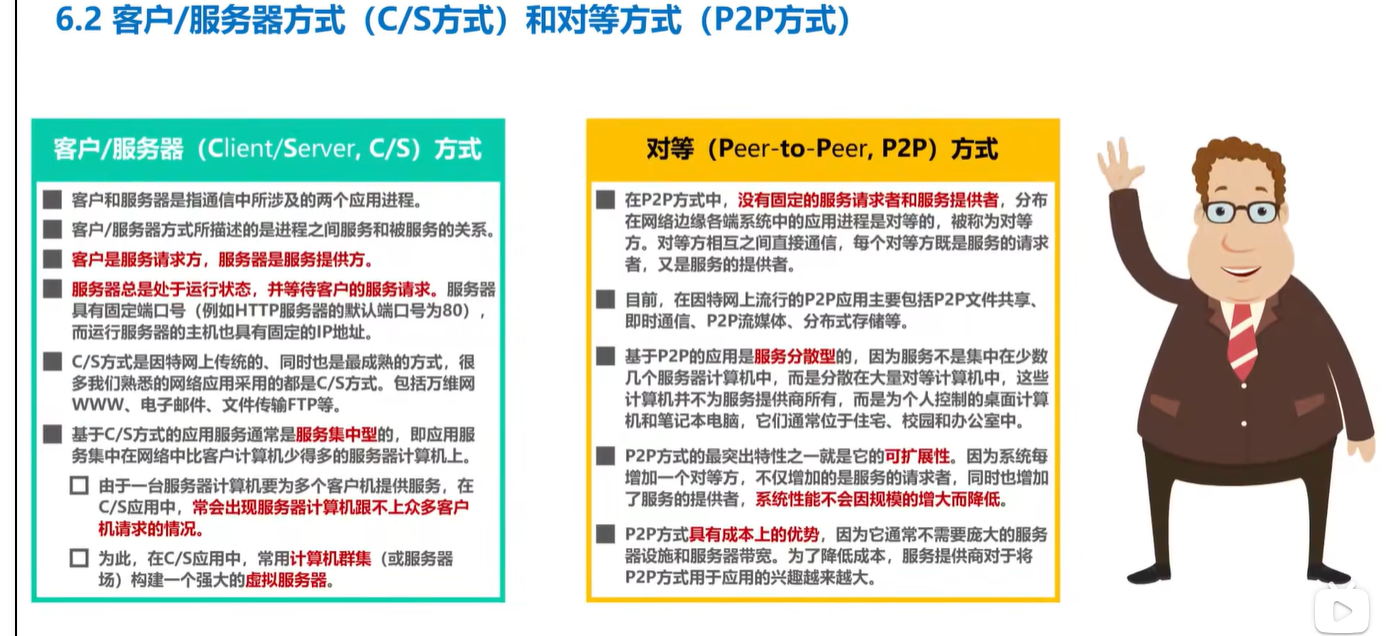 6.2 客户/服务器方式（C/S方式）和对等方式（P2P方式）
客户/服务器（Client/Server, C/S）方式
客户和服务器是指通信中所涉及的两个应用进程。
客户/服务器方式所描述的是进程之间服务和被服务的关系。
客户是服务请求方，服务器是服务提供方。
服务器总是处于运行状态，并等待客户的服务请求。服务器
具有固定端口号（例如HTTP服务器的默认端口号为80），
而运行服务器的主机也具有固定的IP地址。
C/S方式是因特网上传统的、同时也是最成熟的方式，很
多我们熟悉的网络应用采用的都是C/S方式。包括万维网
WWW、电子邮件、文件传输FTP等。
基于C/S方式的应用服务通常是服务集中型的，即应用服
务集中在网络中比客户计算机少得多的服务器计算机上。
由于一台服务器计算机要为多个客户机提供服务，在
C/S应用中，常会出现服务器计算机跟不上众多客户
机请求的情况。
为此，在C/S应用中，常用计算机群集（或服务器
场）构建一个强大的虚拟服务器。
对等（Peer-to-Peer, P2P）方式
在P2P方式中，没有固定的服务请求者和服务提供者，分布
在网络边缘各端系统中的应用进程是对等的，被称为对等
方。对等方相互之间直接通信，每个对等方既是服务的请求
者，又是服务的提供者。
目前，在因特网上流行的P2P应用主要包括P2P文件共享、
即时通信、P2P流媒体、分布式存储等。
基于P2P的应用是服务分散型的，因为服务不是集中在少数
几个服务器计算机中，而是分散在大量对等计算机中，这些
计算机并不为服务提供商所有，而是为个人控制的桌面计算
机和笔记本电脑，它们通常位于住宅、校园和办公室中。
P2P方式的最突出特性之一就是它的可扩展性。因为系统每
增加一个对等方，不仅增加的是服务的请求者，同时也增加
了服务的提供者，系统性能不会因规模的增大而降低。
P2P方式具有成本上的优势，因为它通常不需要庞大的服务
器设施和服务器带宽。为了降低成本，服务提供商对于将
P2P方式用于应用的兴趣越来越大。